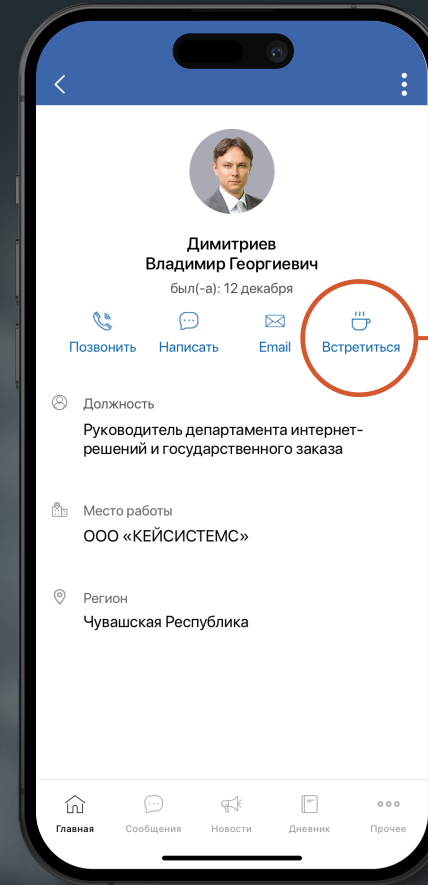 Димитриев
Владимир Георгиевич
был(-а): 12 декабря
Позвонить Написать Email Встретиться
Должность
Руководитель департамента интернет-
решений и государственного заказа
Место работы
ООО «КЕЙСИСТЕМС»
Регион
Чувашская Республика
Главная Сообщения Новости Дневник Прочее